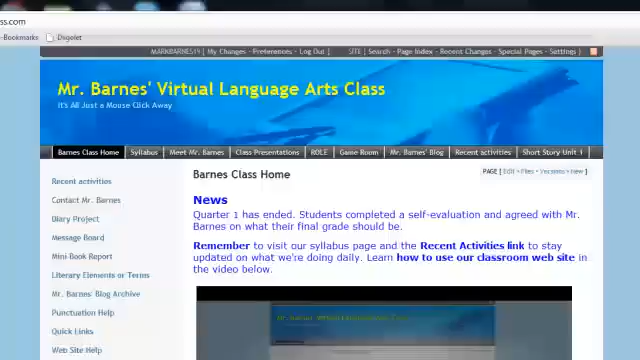 ss.com
Bookmarks Diigolet
MARKBARNES19 [ My Changes - Preferences - Log Out ] SITE [ Search - Page Index - Recent Changes - Special Pages - Settings ]
Mr. Barnes' Virtual Language Arts Class
It's All Just a Mouse Click Away
Barnes Class Home Syllabus Meet Mr. Barnes Class Presentations ROLE Game Room Mr. Barnes' Blog Recent activities Short Story Unit
Recent activities
Contact Mr. Barnes
Diary Project
Message Board
Mini Book Report
Literary Elements or Terms
Mr. Barnes' Blog Archive
Punctuation Help
Quick Links
Web Site Help
Barnes Class Home
PAGE [ Edit - Files - Versions - New ]
News
Quarter 1 has ended. Students completed a self-evaluation and agreed with Mr.
Barnes on what their final grade should be.
Remember to visit our syllabus page and the Recent Activities link to stay
updated on what we're doing daily. Learn how to use our classroom web site in
the video below.